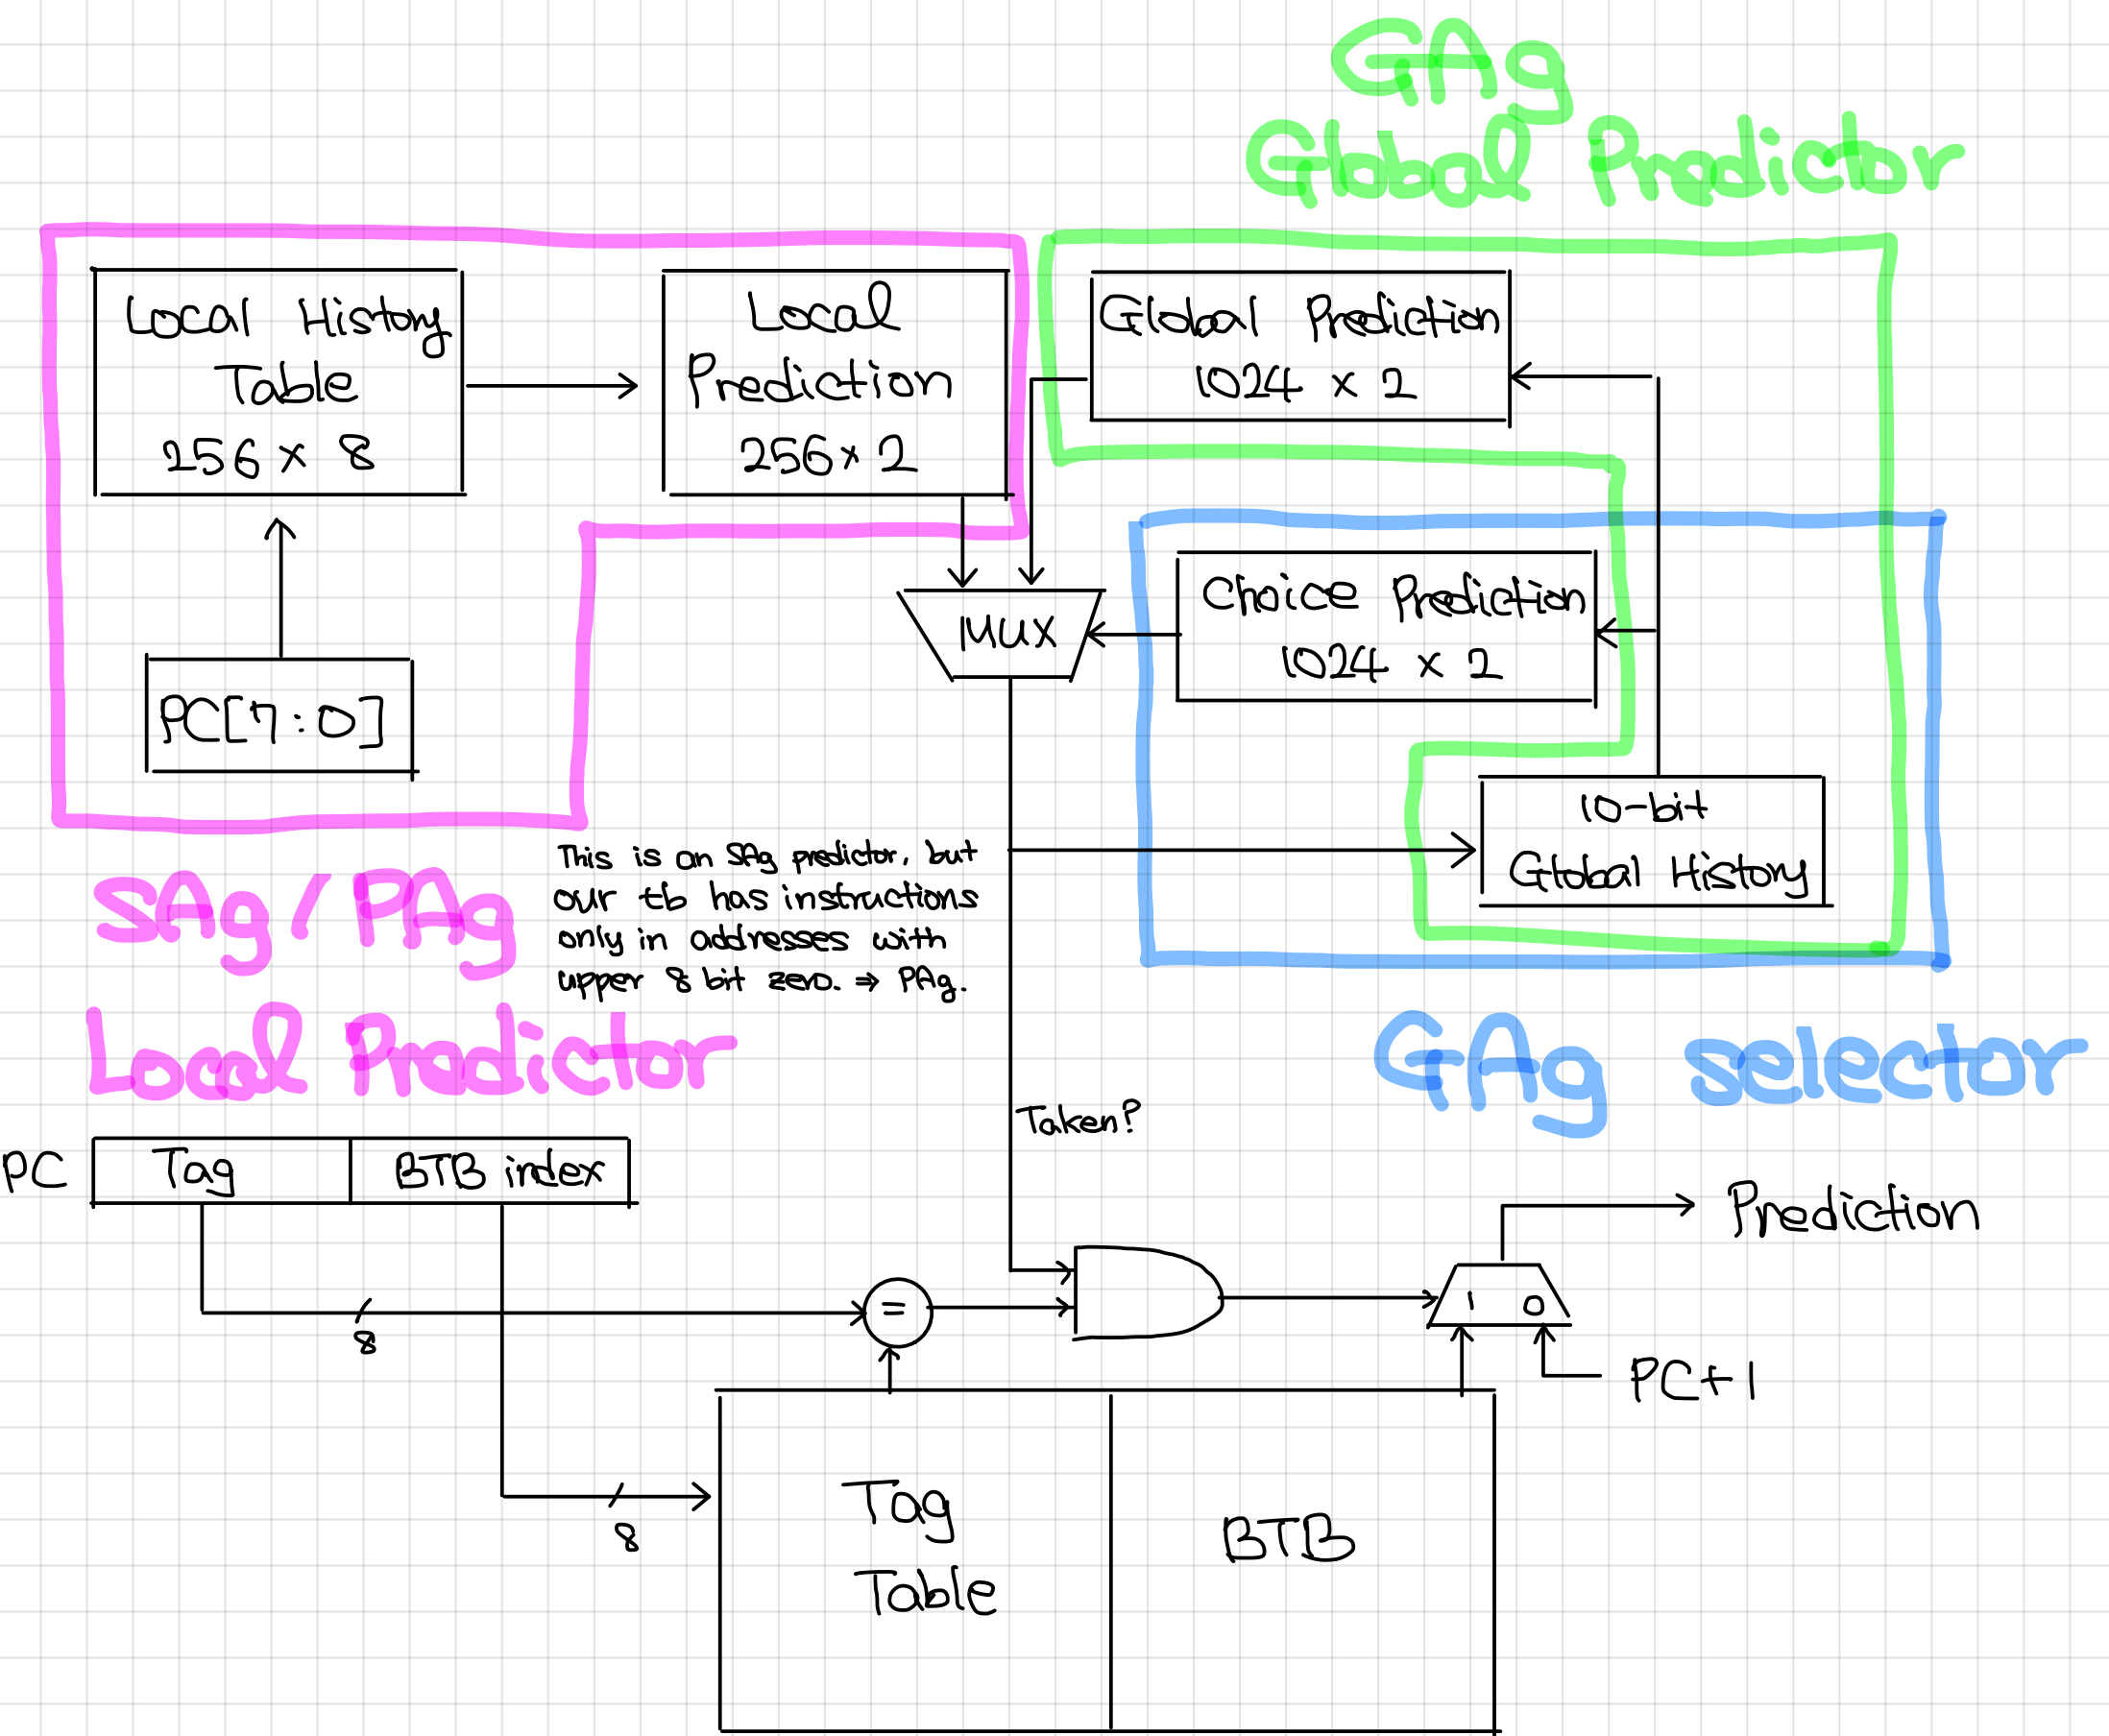 GAg
Global Predictor
Local History
Table
256 x 8
Local
Prediction
256 x 2
Global Prediction
1024 x 2
MUX
Choice Prediction
1024 x 2
PC[7:0]
10-bit
Global History
This is an SAg predictor, but
our tb has instructions
only in addresses with
upper 8 bit zero. ⇒ PAg.
SAg / PAg
Local Predictor
GAg selector
Taken?
PC
Tag
BTB index
Prediction
=
1 0
8
PC+1
8
Tag
Table
BTB